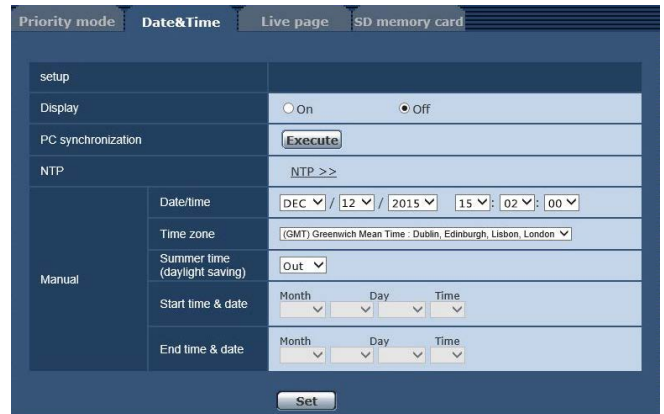 Priority mode Date&Time Live page SD memory card
setup
Display On Off
PC synchronization Execute
NTP NTP >>
Manual
Date/time DEC / 12 / 2015 15 : 02 : 00
Time zone (GMT) Greenwich Mean Time : Dublin, Edinburgh, Lisbon, London
Summer time
(daylight saving) Out
Start time & date Month Day Time
End time & date Month Day Time
Set